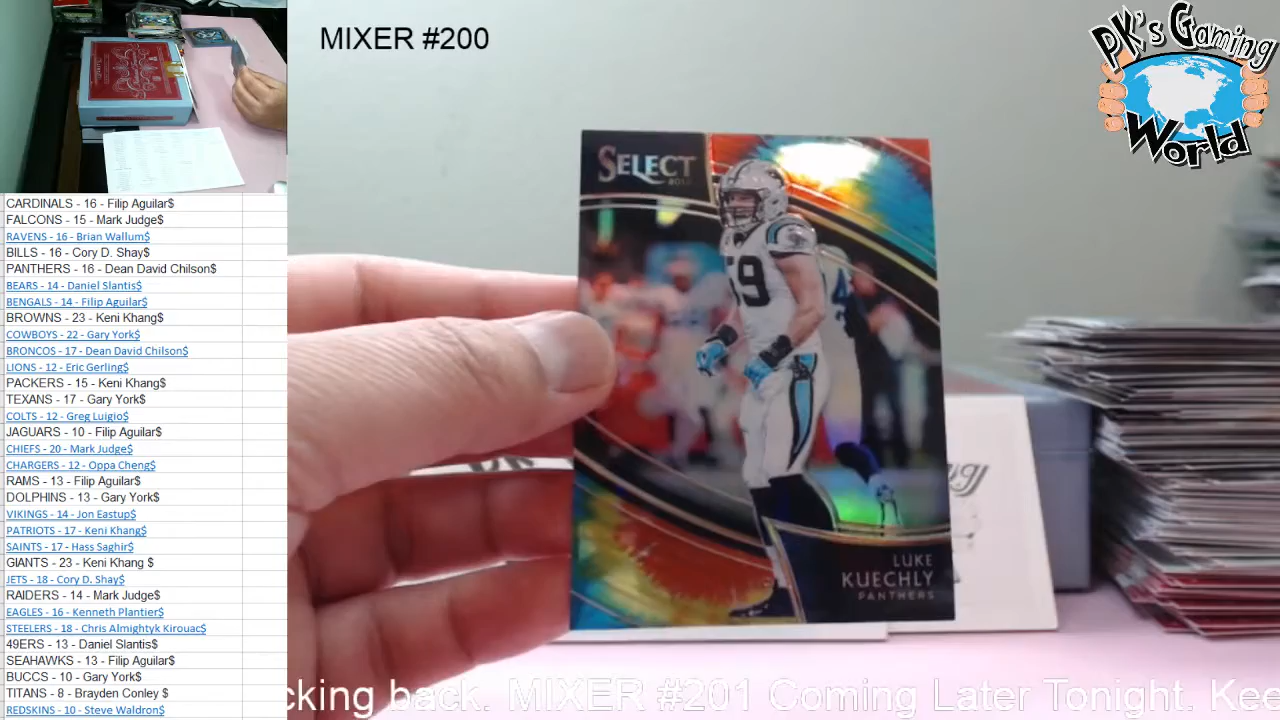 MIXER #200
PK's Gaming
World
CARDINALS - 16 - Filip Aguilar$
FALCONS - 15 - Mark Judge$
RAVENS - 16 - Brian Wallum$
BILLS - 16 - Cory D. Shay$
PANTHERS - 16 - Dean David Chilson$
BEARS - 14 - Daniel Slantis$
BENGALS - 14 - Filip Aguilar$
BROWNS - 23 - Keni Khang$
COWBOYS - 22 - Gary York$
BRONCOS - 17 - Dean David Chilson$
LIONS - 12 - Eric Gerling$
PACKERS - 15 - Keni Khang$
TEXANS - 17 - Gary York$
COLTS - 12 - Greg Luigio$
JAGUARS - 10 - Filip Aguilar$
CHIEFS - 20 - Mark Judge$
CHARGERS - 12 - Oppa Cheng$
RAMS - 13 - Filip Aguilar$
DOLPHINS - 13 - Gary York$
VIKINGS - 14 - Jon Eastup$
PATRIOTS - 17 - Keni Khang$
SAINTS - 17 - Hass Saghir$
GIANTS - 23 - Keni Khang $
JETS - 18 - Cory D. Shay$
RAIDERS - 14 - Mark Judge$
EAGLES - 16 - Kenneth Plantier$
STEELERS - 18 - Chris Almightyk Kirouac$
49ERS - 13 - Daniel Slantis$
SEAHAWKS - 13 - Filip Aguilar$
BUCCS - 10 - Gary York$
TITANS - 8 - Brayden Conley $
REDSKINS - 10 - Steve Waldron$
SELECT
59
LUKE
KUECHLY
PANTHERS
cking back. MIXER #201 Coming Later Tonight. Kee